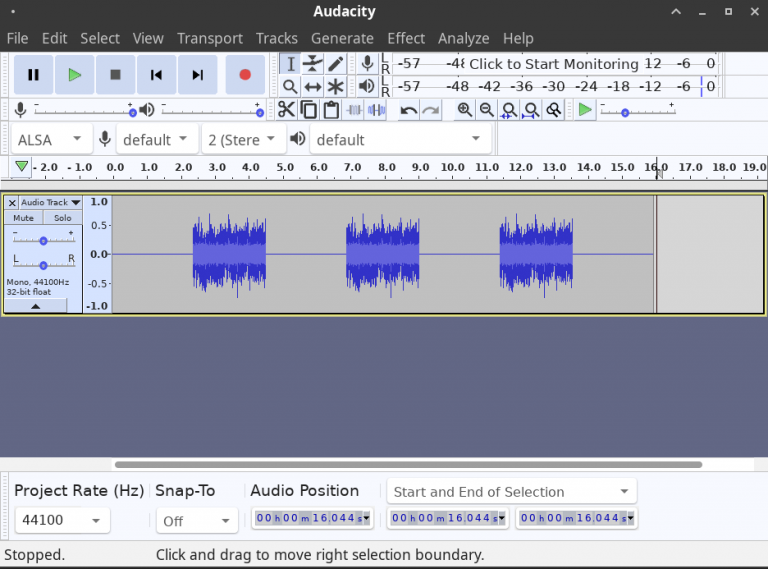 Audacity
File Edit Select View Transport Tracks Generate Effect Analyze Help
L
R
-57 -48 Click to Start Monitoring 12 -6 0
L
R
-57 -48 -42 -36 -30 -24 -18 -12 -6 0
ALSA default 2 (Stere default
- 2.0 - 1.0 0.0 1.0 2.0 3.0 4.0 5.0 6.0 7.0 8.0 9.0 10.0 11.0 12.0 13.0 14.0 15.0 16.0 17.0 18.0 19.0
Audio Track
Mute Solo
L R
Mono, 44100Hz
32-bit float
1.0
0.5
0.0
-0.5
-1.0
Project Rate (Hz) Snap-To Audio Position Start and End of Selection
44100 Off 00 h 00 m 16.044 s 00 h 00 m 16.044 s 00 h 00 m 16.044 s
Stopped. Click and drag to move right selection boundary.